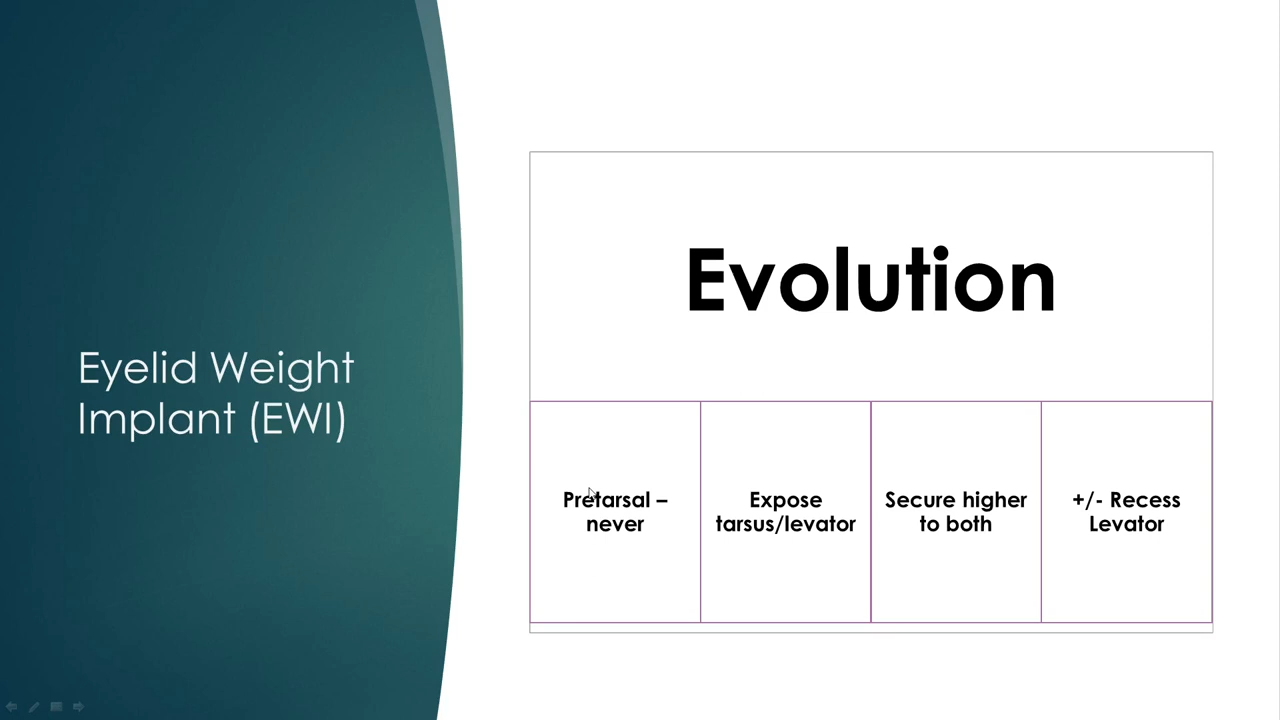 Eyelid Weight
Implant (EWI)
Evolution
Pretarsal –
never
Expose
tarsus/levator
Secure higher
to both
+/- Recess
Levator